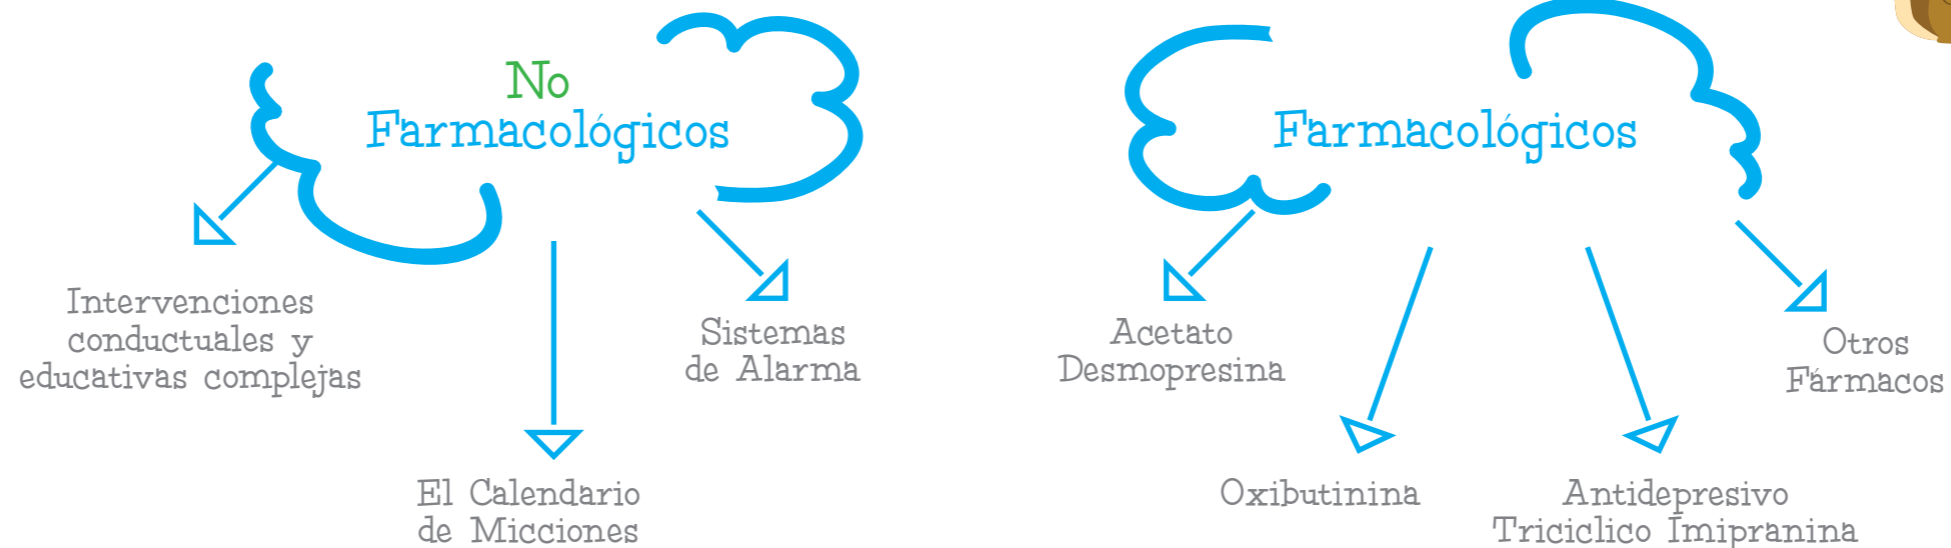 No
Farmacológicos
Intervenciones
conductuales y
educativas complejas
El Calendario
de Micciones
Sistemas
de Alarma
Farmacológicos
Acetato
Desmopresina
Oxibutinina
Antidepresivo
Triciclico Imipranina
Otros
Fármacos